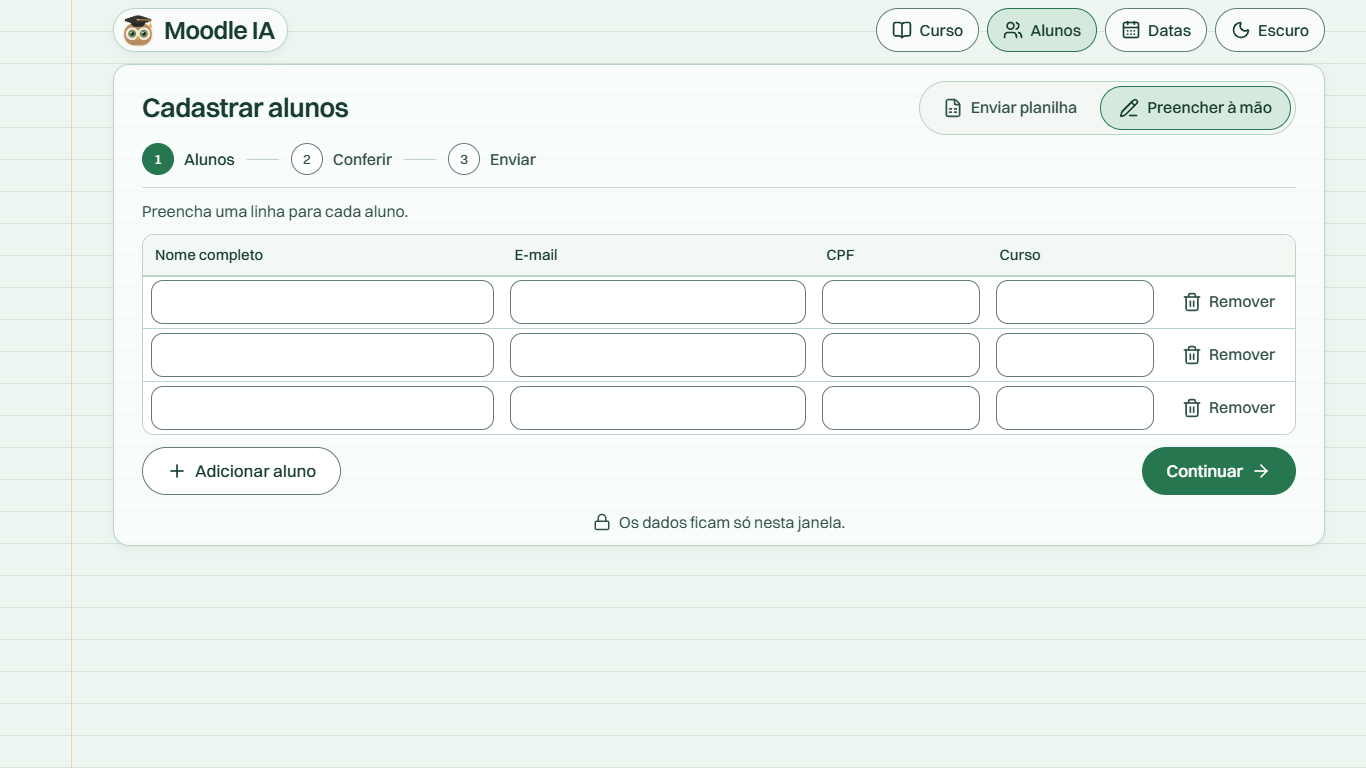 Moodle IA
Curso
Alunos
Datas
Escuro
Cadastrar alunos
Enviar planilha
Preencher à mão
1 Alunos
2 Conferir
3 Enviar
Preencha uma linha para cada aluno.
Nome completo
E-mail
CPF
Curso
Remover
Remover
Remover
Adicionar aluno
Continuar
Os dados ficam só nesta janela.